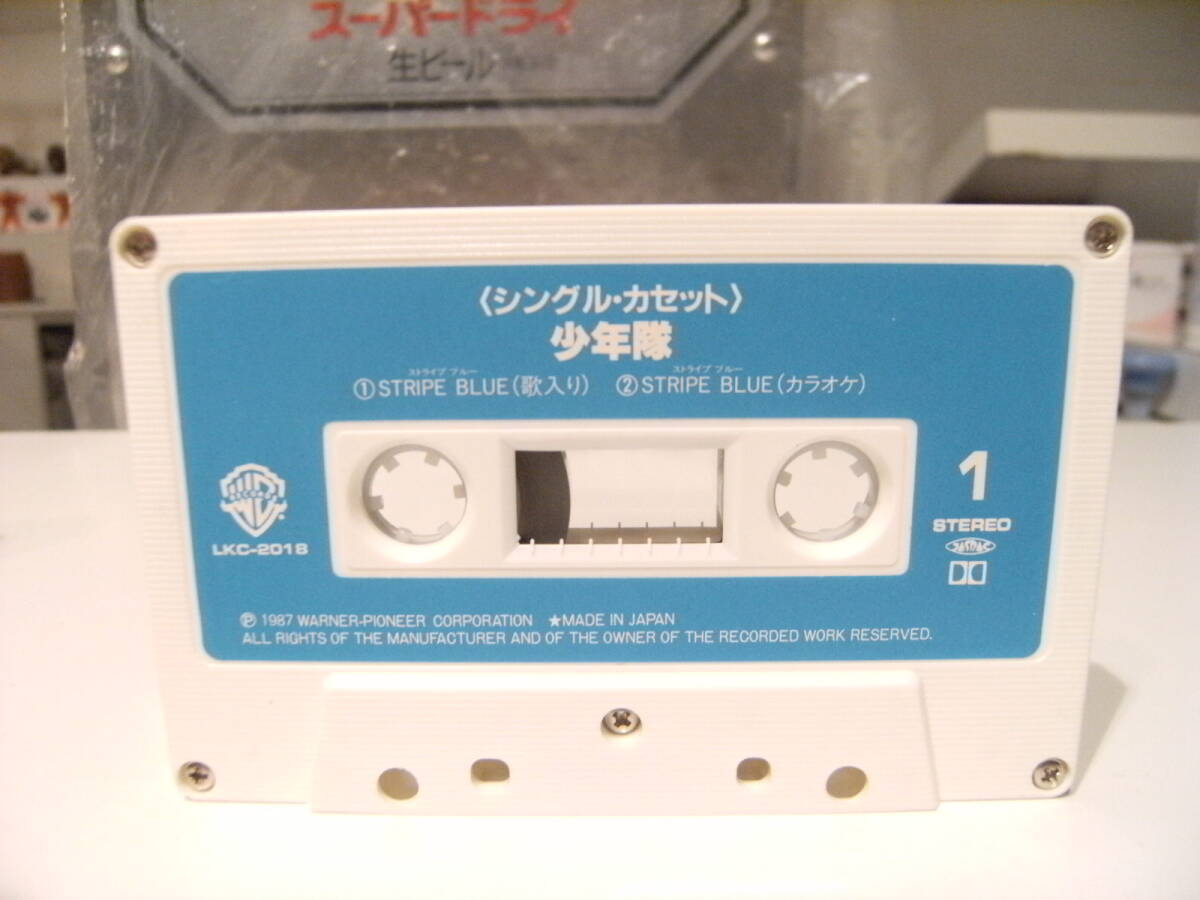 スーパードライ
生ビール
〈シングル・カセット〉
少年隊
ストライプ ブルー ストライプ ブルー
①STRIPE BLUE(歌入り) ②STRIPE BLUE(カラオケ)
RECORDS
LKC-2018
1
STEREO
JASRAC
Ⓟ 1987 WARNER-PIONEER CORPORATION ★MADE IN JAPAN
ALL RIGHTS OF THE MANUFACTURER AND OF THE OWNER OF THE RECORDED WORK RESERVED.